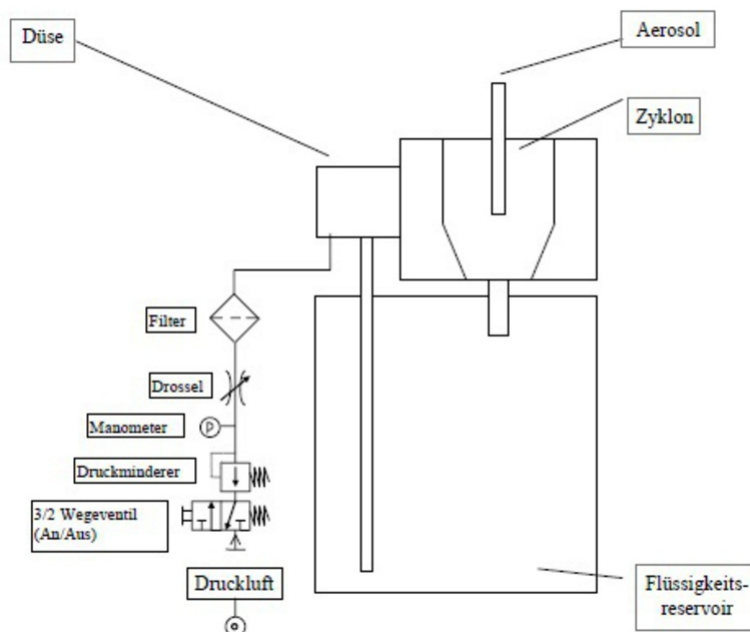 Düse
Aerosol
Zyklon
Filter
Drossel
Manometer
P
Druckminderer
3/2 Wegeventil
(An/Aus)
Druckluft
Flüssigkeits-
reservoir